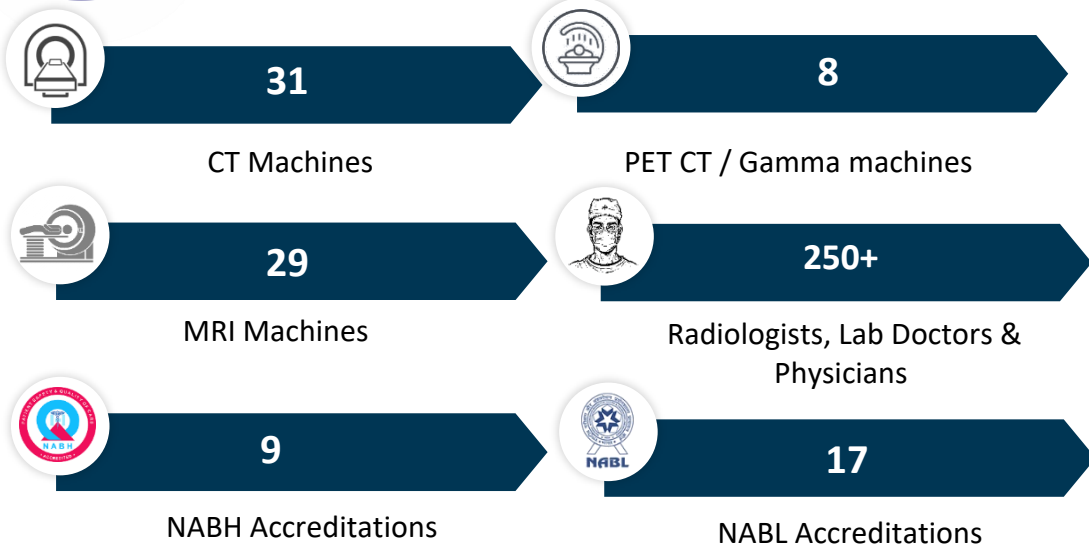 31
8
CT Machines
PET CT / Gamma machines
29
250+
MRI Machines
Radiologists, Lab Doctors &
Physicians
NABH
NABL
9
17
NABH Accreditations
NABL Accreditations